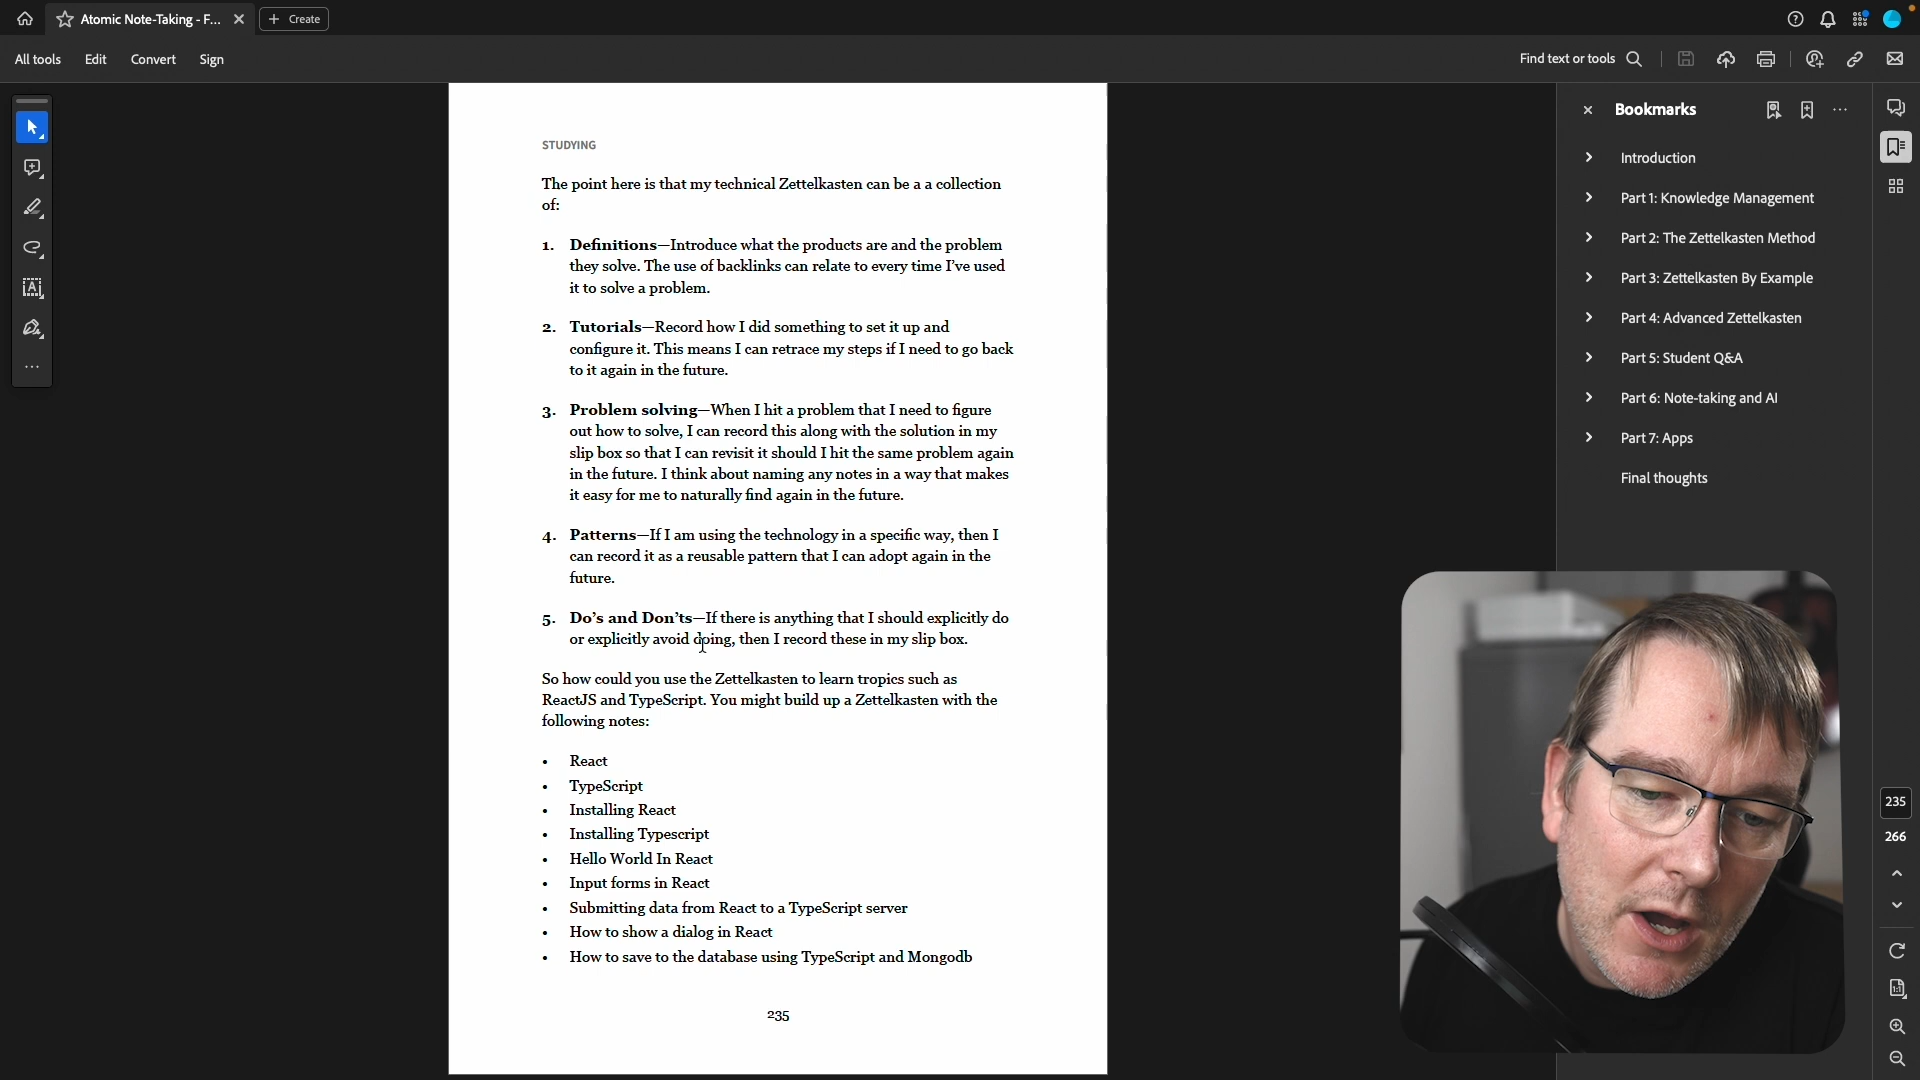 Atomic Note-Taking - F...
Create
All tools
Edit
Convert
Sign
Find text or tools
STUDYING
The point here is that my technical Zettelkasten can be a a collection
of:
1. Definitions—Introduce what the products are and the problem
they solve. The use of backlinks can relate to every time I've used
it to solve a problem.
2. Tutorials—Record how I did something to set it up and
configure it. This means I can retrace my steps if I need to go back
to it again in the future.
3. Problem solving—When I hit a problem that I need to figure
out how to solve, I can record this along with the solution in my
slip box so that I can revisit it should I hit the same problem again
in the future. I think about naming any notes in a way that makes
it easy for me to naturally find again in the future.
4. Patterns—If I am using the technology in a specific way, then I
can record it as a reusable pattern that I can adopt again in the
future.
5. Do's and Don'ts—If there is anything that I should explicitly do
or explicitly avoid doing, then I record these in my slip box.
So how could you use the Zettelkasten to learn tropics such as
ReactJS and TypeScript. You might build up a Zettelkasten with the
following notes:
• React
• TypeScript
• Installing React
• Installing Typescript
• Hello World In React
• Input forms in React
• Submitting data from React to a TypeScript server
• How to show a dialog in React
• How to save to the database using TypeScript and Mongodb
235
Bookmarks
Introduction
Part 1: Knowledge Management
Part 2: The Zettelkasten Method
Part 3: Zettelkasten By Example
Part 4: Advanced Zettelkasten
Part 5: Student Q&A
Part 6: Note-taking and AI
Part 7: Apps
Final thoughts
235
266